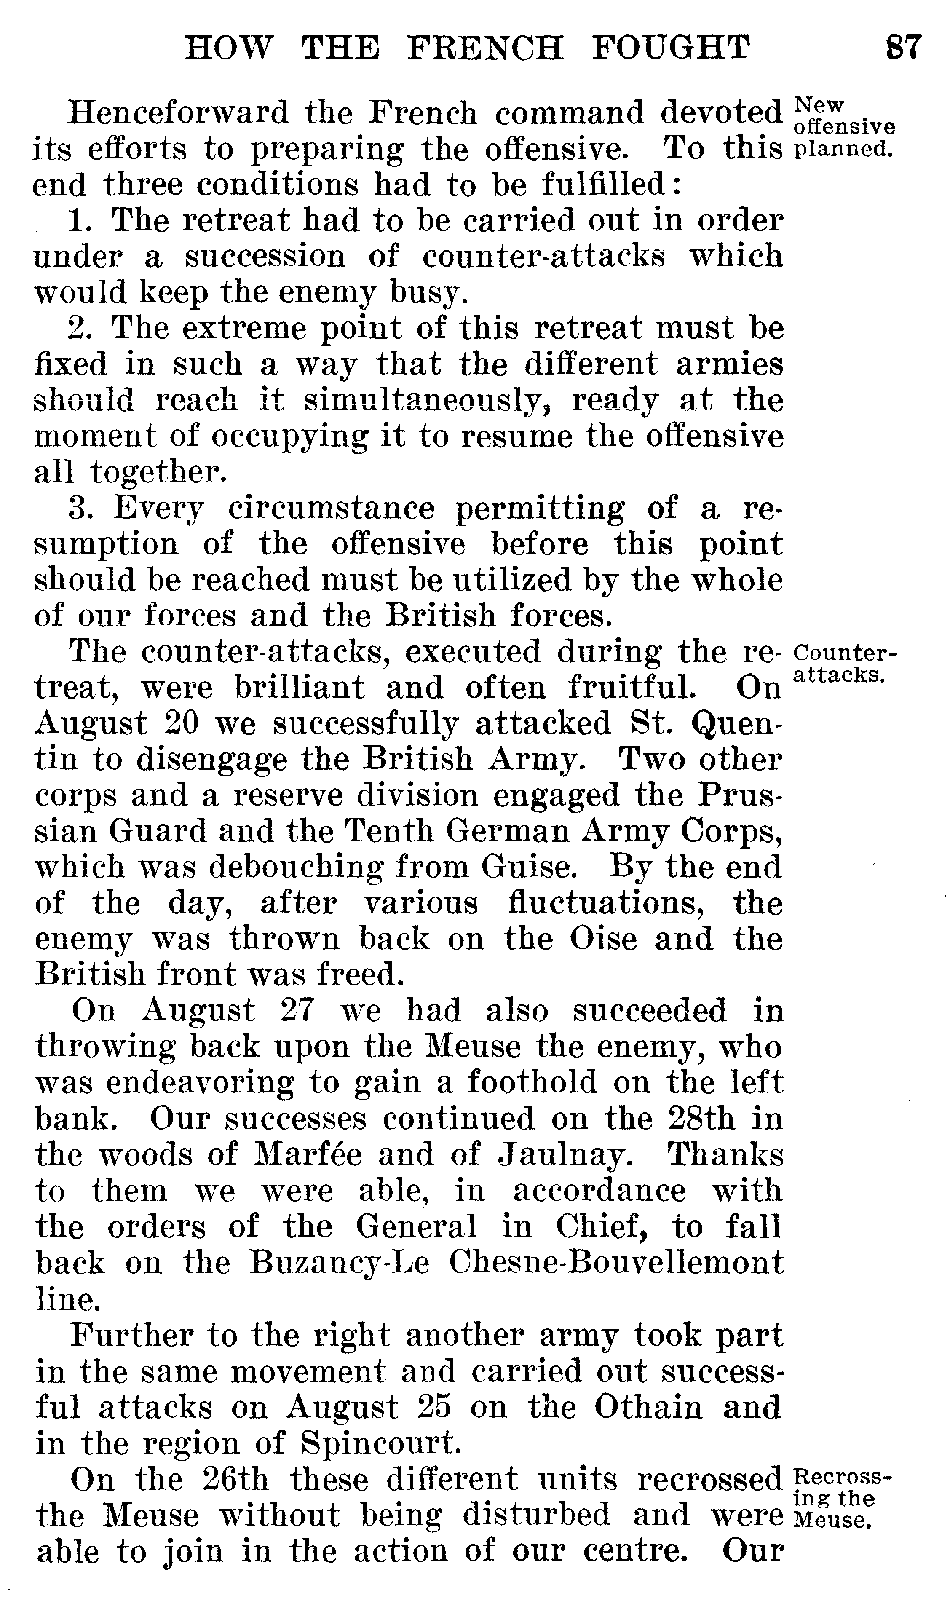 HOW THE FRENCH FOUGHT 87
Henceforward the French command devoted
its efforts to preparing the offensive. To this
end three conditions had to be fulfilled:
New
offensive
planned.
1. The retreat had to be carried out in order
under a succession of counter-attacks which
would keep the enemy busy.
2. The extreme point of this retreat must be
fixed in such a way that the different armies
should reach it simultaneously, ready at the
moment of occupying it to resume the offensive
all together.
3. Every circumstance permitting of a re-
sumption of the offensive before this point
should be reached must be utilized by the whole
of our forces and the British forces.
The counter-attacks, executed during the re-
treat, were brilliant and often fruitful. On
Counter-
attacks.
August 20 we successfully attacked St. Quen-
tin to disengage the British Army. Two other
corps and a reserve division engaged the Prus-
sian Guard and the Tenth German Army Corps,
which was debouching from Guise. By the end
of the day, after various fluctuations, the
enemy was thrown back on the Oise and the
British front was freed.
On August 27 we had also succeeded in
throwing back upon the Meuse the enemy, who
was endeavoring to gain a foothold on the left
bank. Our successes continued on the 28th in
the woods of Marfée and of Jaulnay. Thanks
to them we were able, in accordance with
the orders of the General in Chief, to fall
back on the Buzancy-Le Chesne-Bouvellemont
line.
Further to the right another army took part
in the same movement and carried out success-
ful attacks on August 25 on the Othain and
in the region of Spincourt.
On the 26th these different units recrossed
the Meuse without being disturbed and were
able to join in the action of our centre. Our
Recross-
ing the
Meuse.